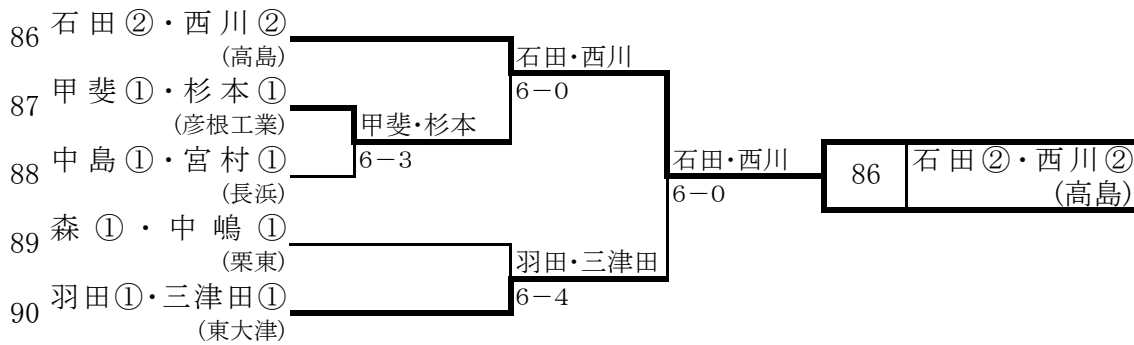 86 石田②・西川②
(高島)
87 甲斐①・杉本①
(彦根工業)
88 中島①・宮村①
(長浜)
89 森①・中嶋①
(栗東)
90 羽田①・三津田①
(東大津)
甲斐・杉本
6-3
石田・西川
6-0
羽田・三津田
6-4
石田・西川
6-0
86 石田②・西川②
(高島)